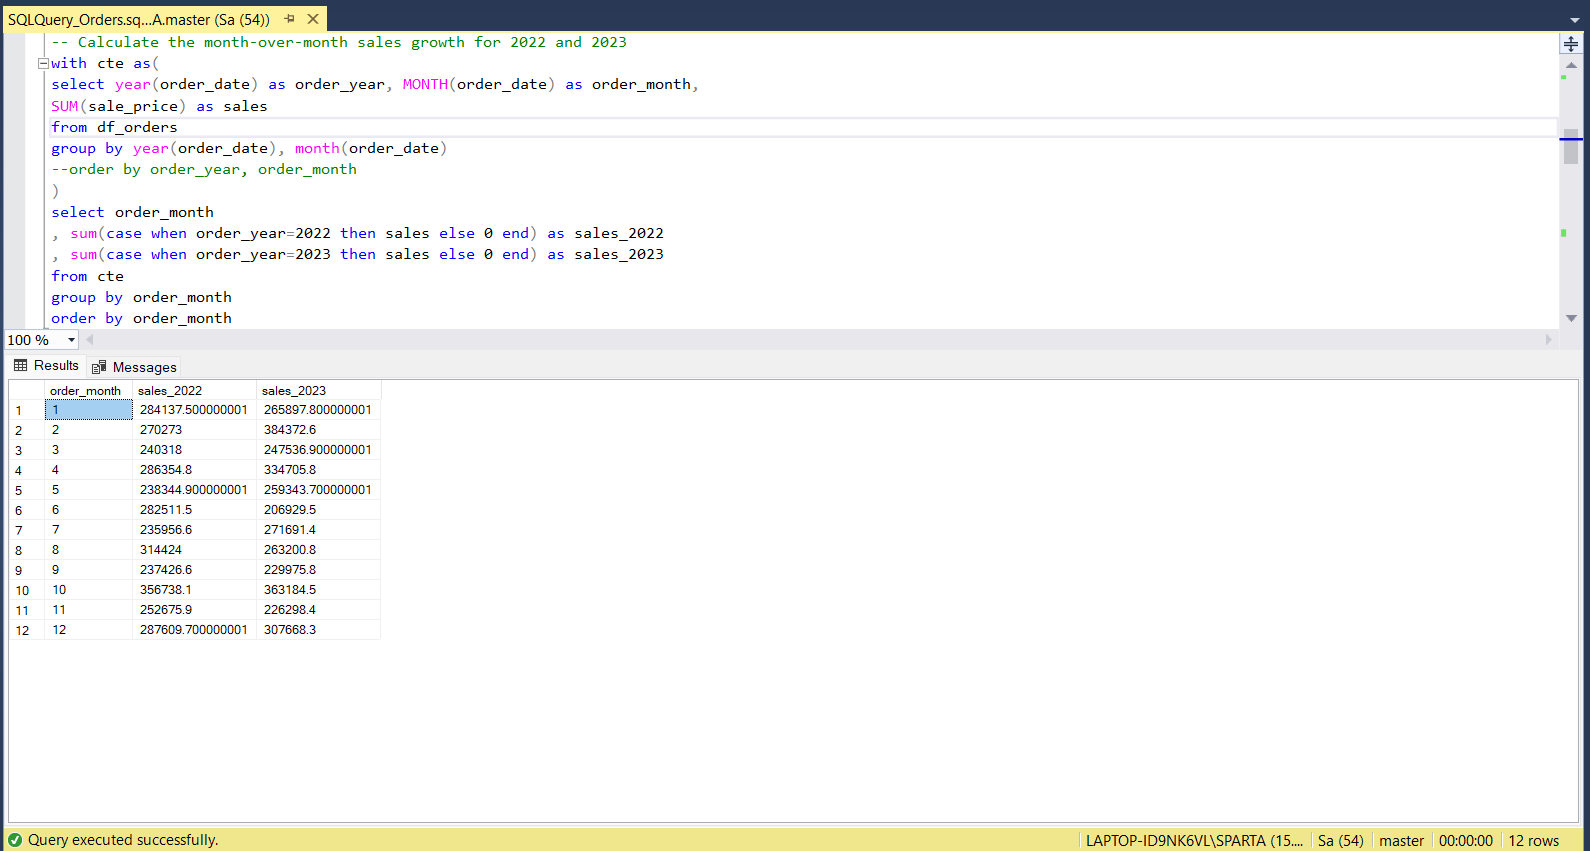 SQLQuery_Orders.sq...A.master (Sa (54))
-- Calculate the month-over-month sales growth for 2022 and 2023
with cte as(
select year(order_date) as order_year, MONTH(order_date) as order_month,
SUM(sale_price) as sales
from df_orders
group by year(order_date), month(order_date)
--order by order_year, order_month
)
select order_month
, sum(case when order_year=2022 then sales else 0 end) as sales_2022
, sum(case when order_year=2023 then sales else 0 end) as sales_2023
from cte
group by order_month
order by order_month
100 %
Results Messages
order_month sales_2022 sales_2023
1 1 284137.500000001 265897.800000001
2 2 270273 384372.6
3 3 240318 247536.900000001
4 4 286354.8 334705.8
5 5 238344.900000001 259343.700000001
6 6 282511.5 206929.5
7 7 235956.6 271691.4
8 8 314424 263200.8
9 9 237426.6 229975.8
10 10 356738.1 363184.5
11 11 252675.9 226298.4
12 12 287609.700000001 307668.3
Query executed successfully. LAPTOP-ID9NK6VL\SPARTA (15.... Sa (54) master 00:00:00 12 rows